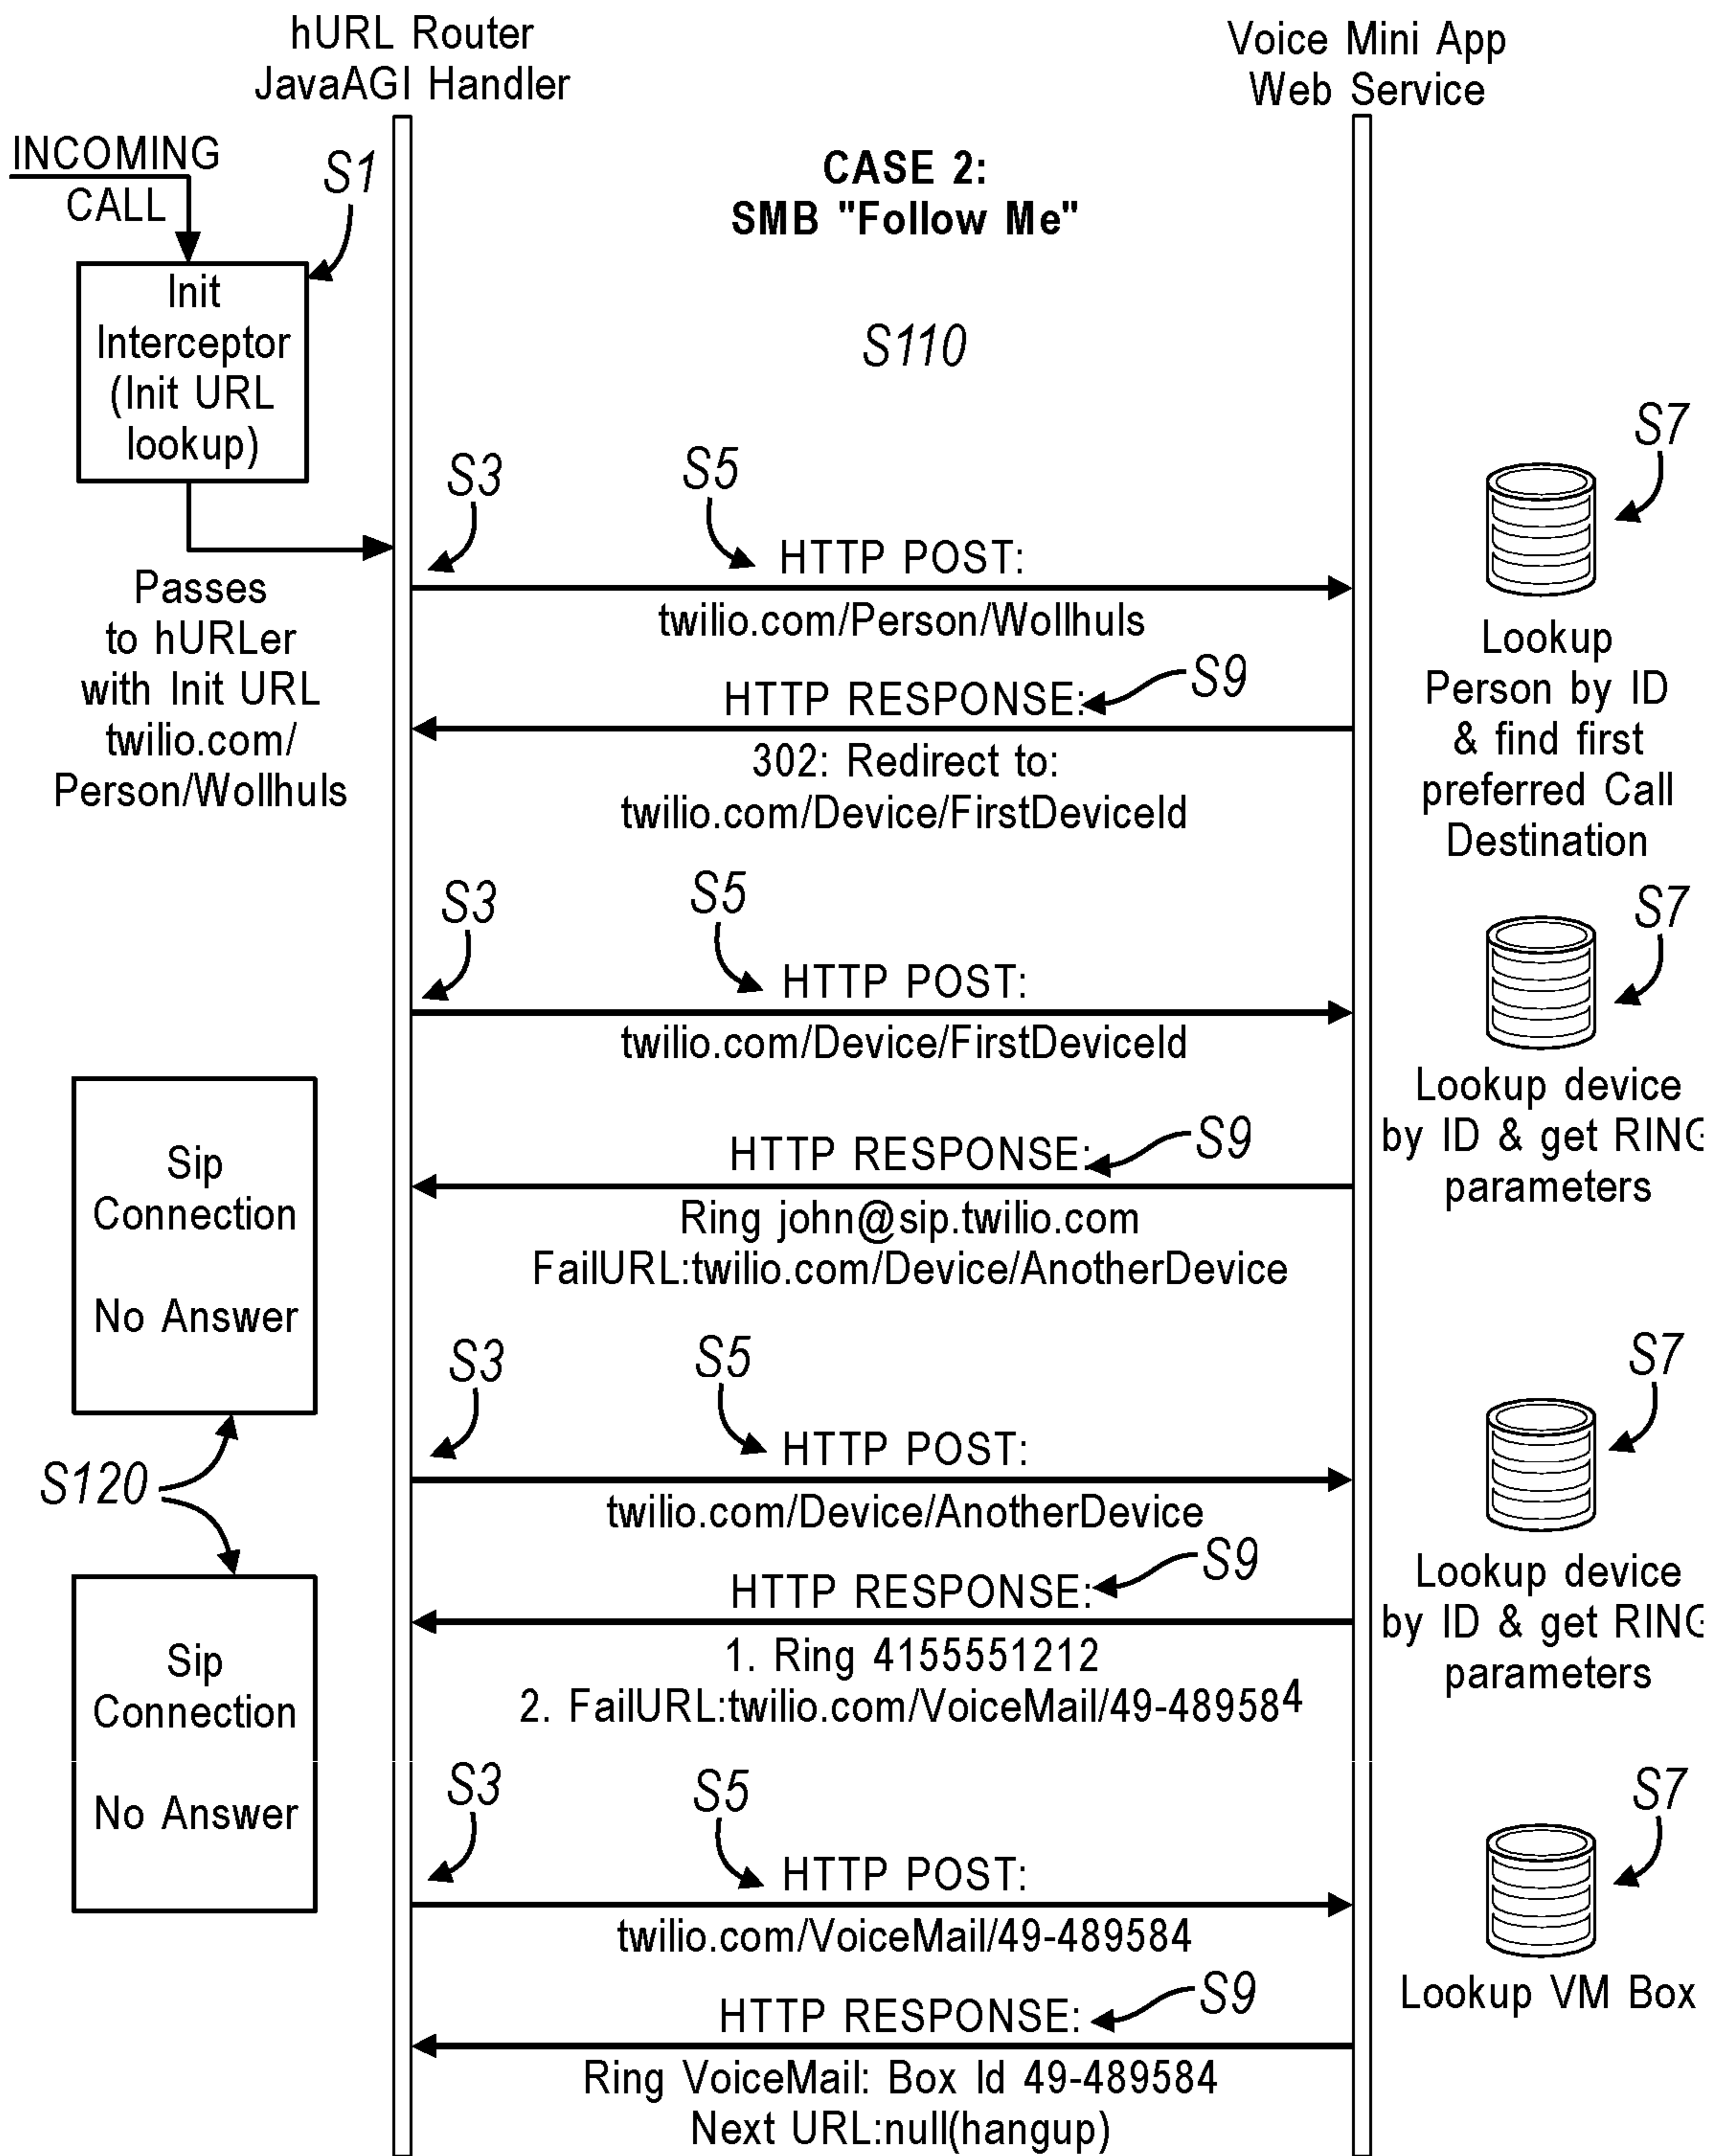 hURL Router
JavaAGI Handler
Voice Mini App
Web Service
INCOMING
CALL
S1
CASE 2:
SMB "Follow Me"
Init
Interceptor
(Init URL
lookup)
S110
S7
S3
S5
HTTP POST:
twilio.com/Person/Wollhuls
Passes
to hURLer
with Init URL
twilio.com/
Person/Wollhuls
Lookup
Person by ID
& find first
preferred Call
Destination
HTTP RESPONSE:
S9
302: Redirect to:
twilio.com/Device/FirstDeviceId
S3
S5
S7
HTTP POST:
twilio.com/Device/FirstDeviceId
Lookup device
by ID & get RING
parameters
Sip
Connection
No Answer
HTTP RESPONSE:
S9
Ring john@sip.twilio.com
FailURL:twilio.com/Device/AnotherDevice
S3
S5
S7
HTTP POST:
twilio.com/Device/AnotherDevice
S120
Lookup device
by ID & get RING
parameters
HTTP RESPONSE:
S9
1. Ring 4155551212
2. FailURL:twilio.com/VoiceMail/49-489584
Sip
Connection
No Answer
S3
S5
S7
HTTP POST:
twilio.com/VoiceMail/49-489584
Lookup VM Box
HTTP RESPONSE:
S9
Ring VoiceMail: Box Id 49-489584
Next URL:null(hangup)